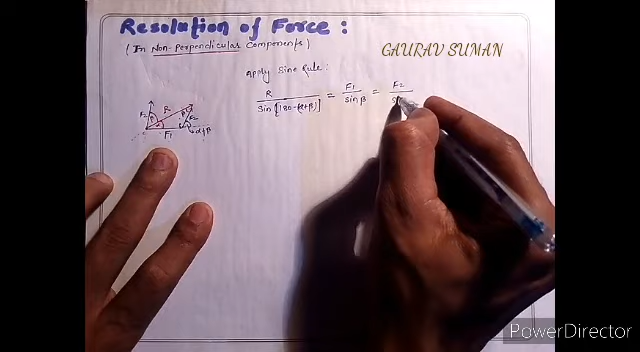 Resolution of Force :
( In Non-Perpendicular Components )
GAURAV SUMAN
Apply Sine Rule :
R / Sin [180-(α+β)] = F1 / Sin β = F2 / S
F2 R β F2
β α α+β
F1
PowerDirector